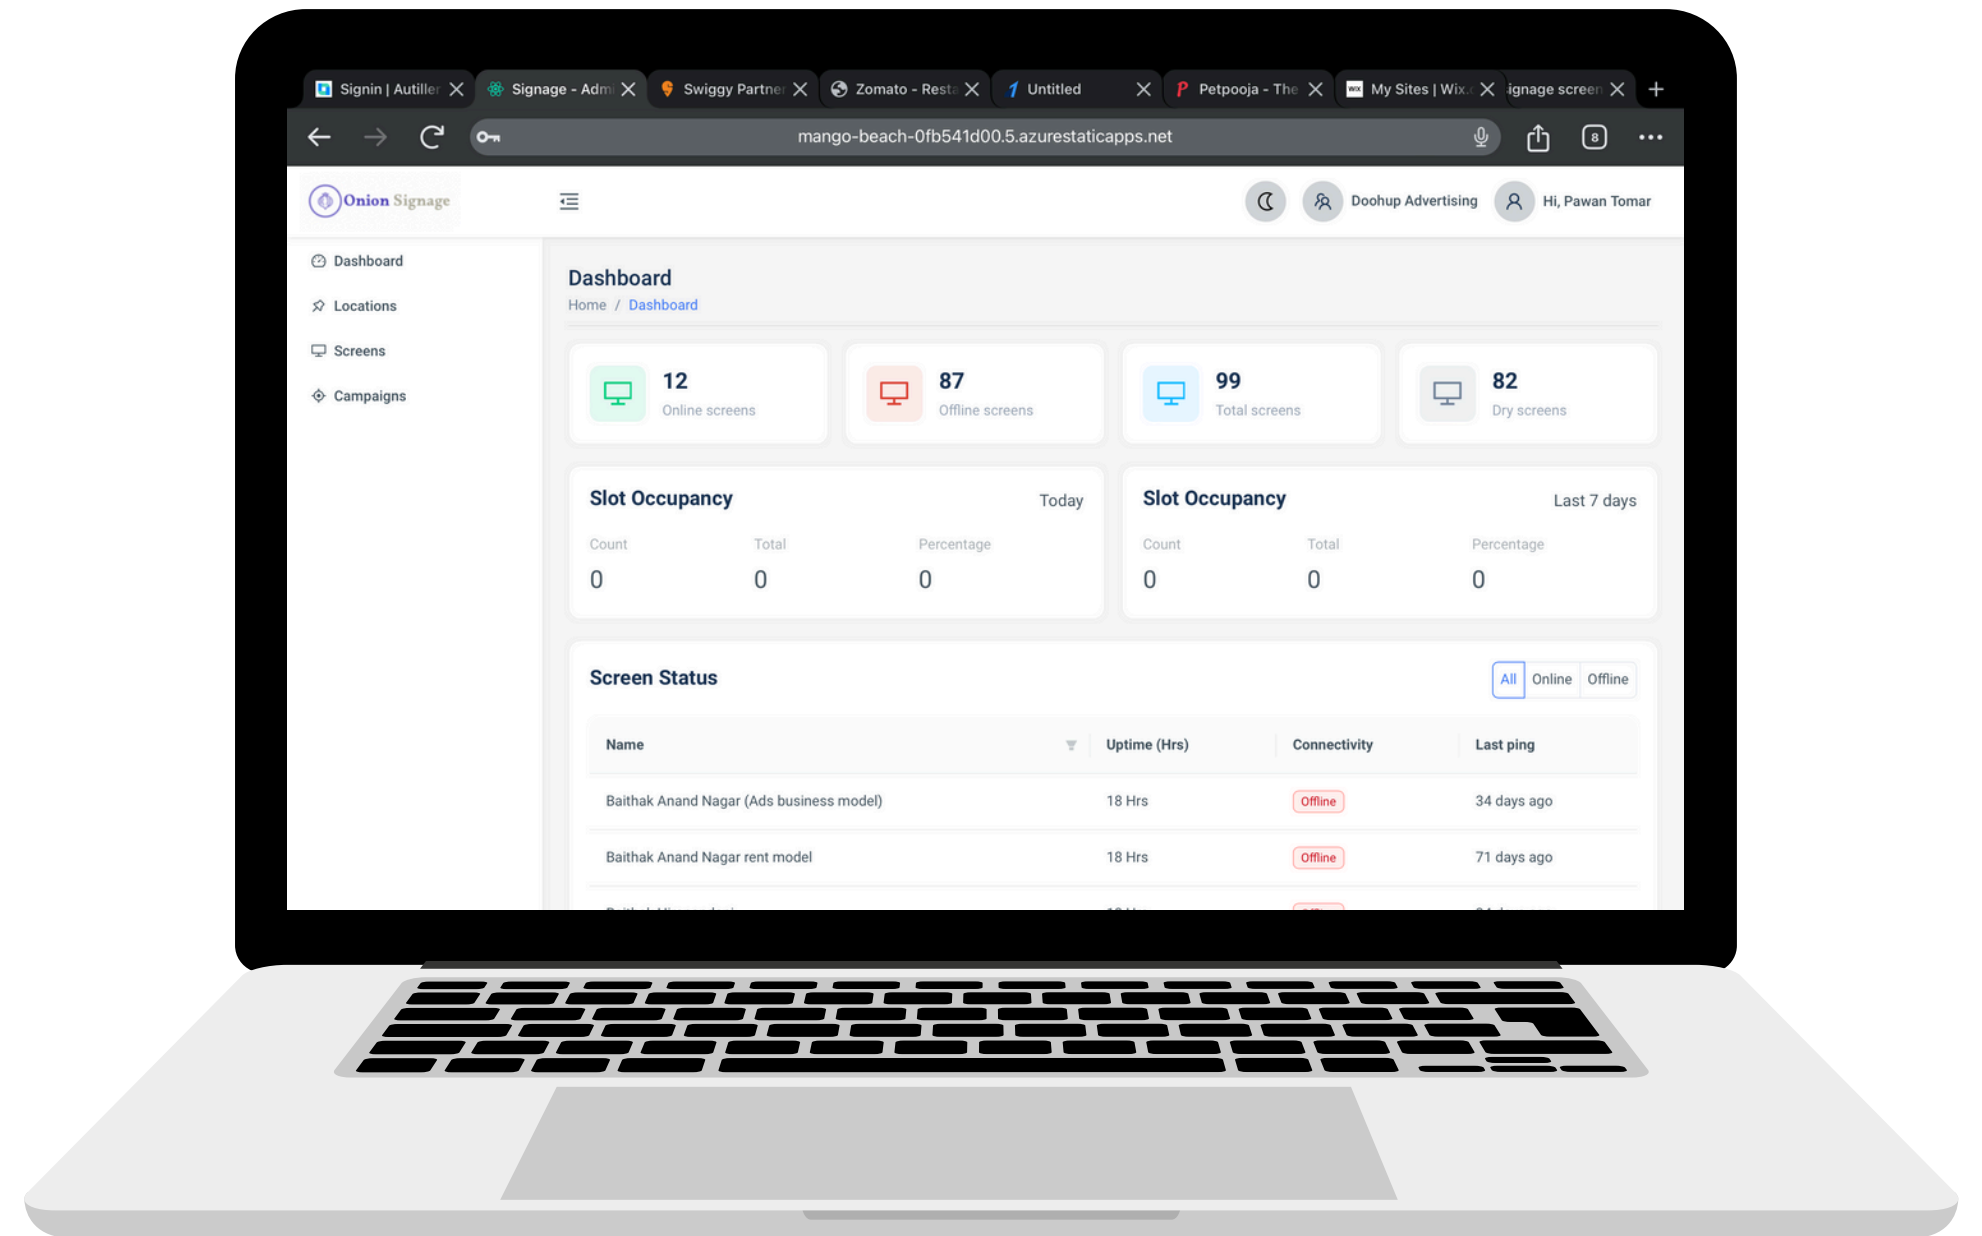 Signin | Autiller
Signage - Admi
Swiggy Partner
Zomato - Resta
Untitled
Petpooja - The
My Sites | Wix.
ignage screen
mango-beach-0fb541d00.5.azurestaticapps.net
8
Onion Signage
Doohup Advertising
Hi, Pawan Tomar
Dashboard
Locations
Screens
Campaigns
Dashboard
Home / Dashboard
12
Online screens
87
Offline screens
99
Total screens
82
Dry screens
Slot Occupancy
Today
Count Total Percentage
0 0 0
Slot Occupancy
Last 7 days
Count Total Percentage
0 0 0
Screen Status
All Online Offline
Name Uptime (Hrs) Connectivity Last ping
Baithak Anand Nagar (Ads business model) 18 Hrs Offline 34 days ago
Baithak Anand Nagar rent model 18 Hrs Offline 71 days ago